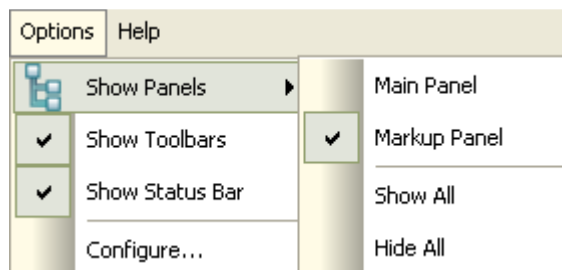 Options Help
Show Panels
Show Toolbars
Show Status Bar
Configure...
Main Panel
Markup Panel
Show All
Hide All